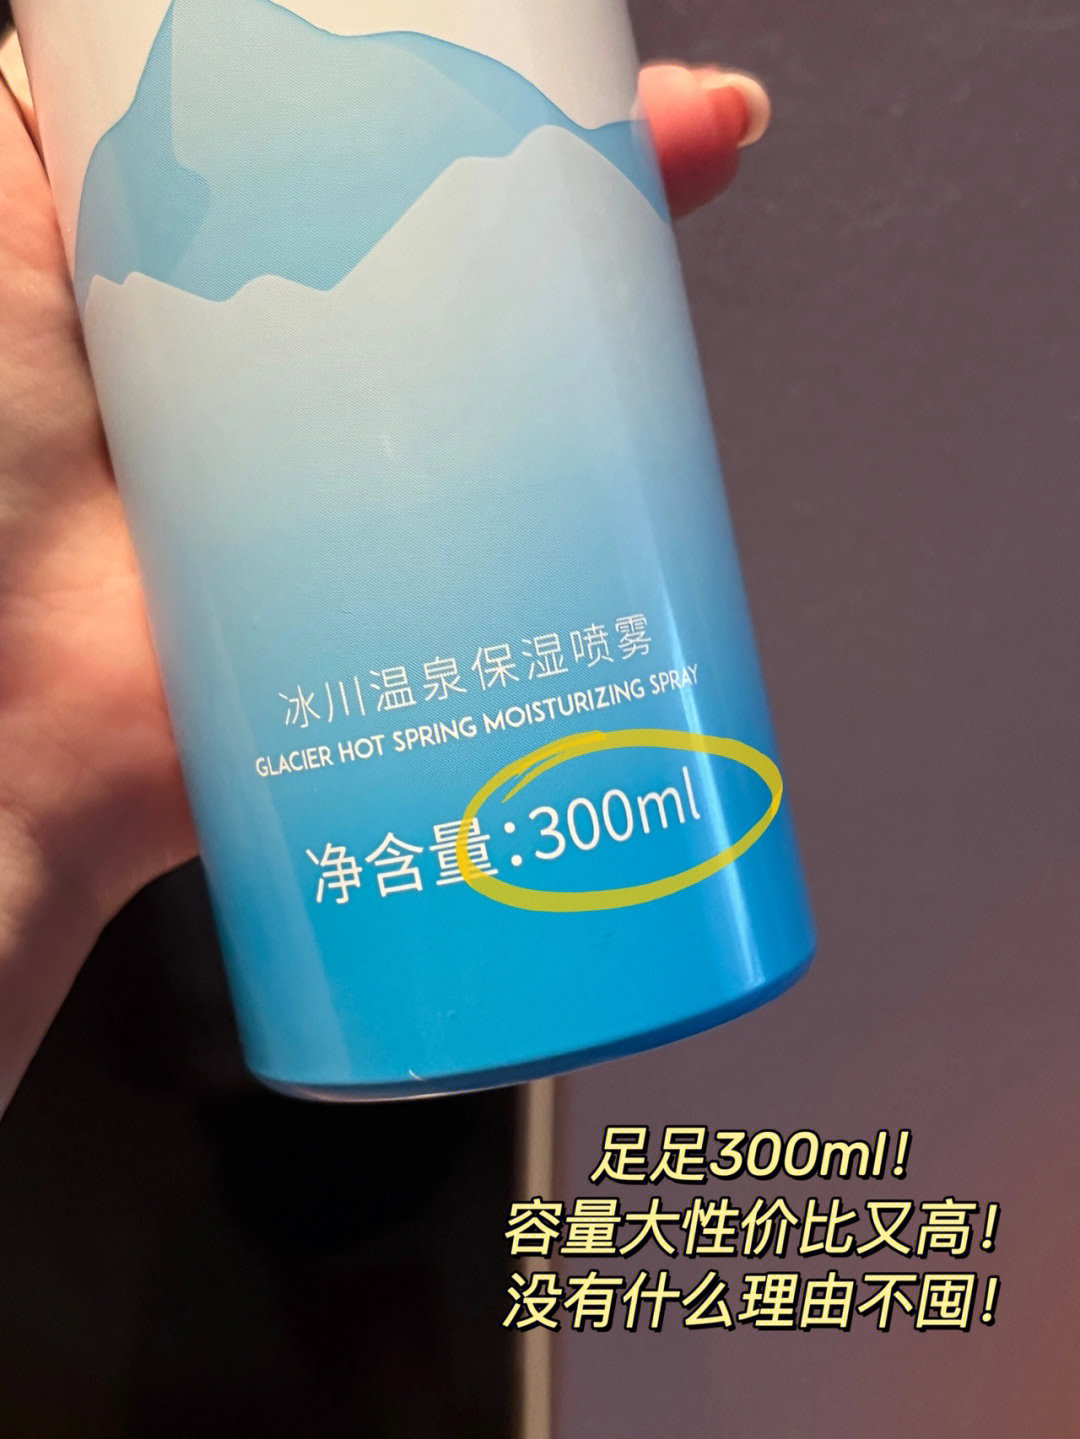 冰川温泉保湿喷雾
GLACIER HOT SPRING MOISTURIZING SPRAY
净含量:300ml
足足300ml!
容量大性价比又高!
没有什么理由不囤!